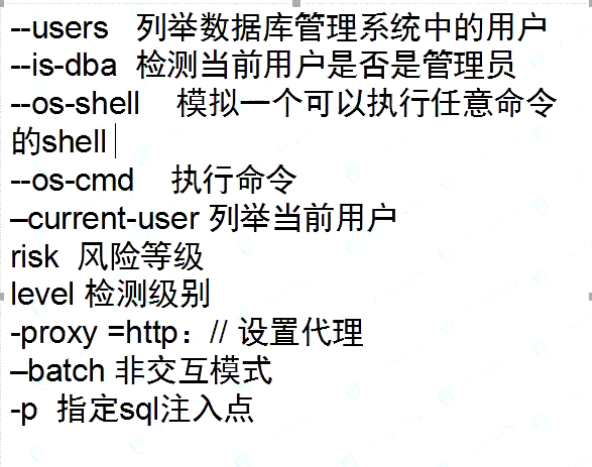 --users 列举数据库管理系统中的用户
--is-dba 检测当前用户是否是管理员
--os-shell 模拟一个可以执行任意命令
的shell
--os-cmd 执行命令
–current-user 列举当前用户
risk 风险等级
level 检测级别
-proxy =http：// 设置代理
–batch 非交互模式
-p 指定sql注入点